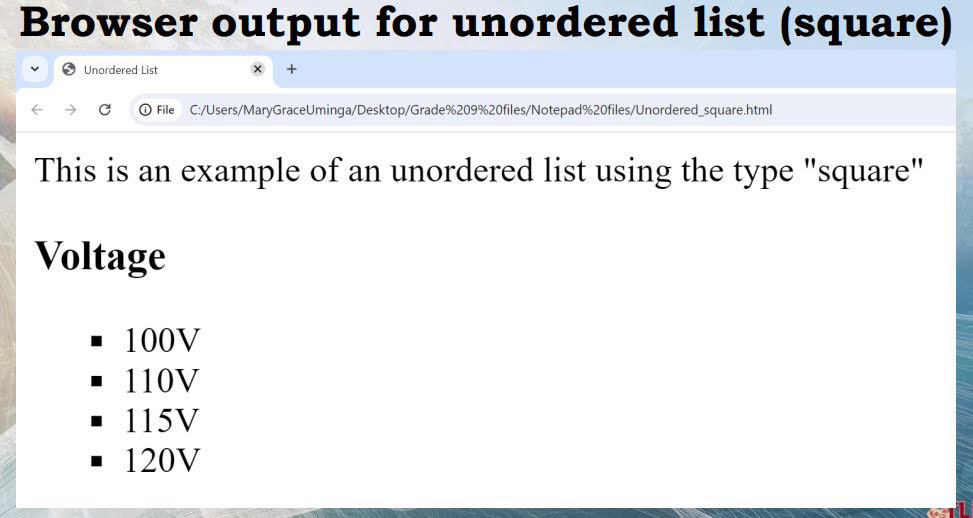 Browser output for unordered list (square)
Unordered List
File C:/Users/MaryGraceUminga/Desktop/Grade%209%20files/Notepad%20files/Unordered_square.html
This is an example of an unordered list using the type "square"
Voltage
100V
110V
115V
120V